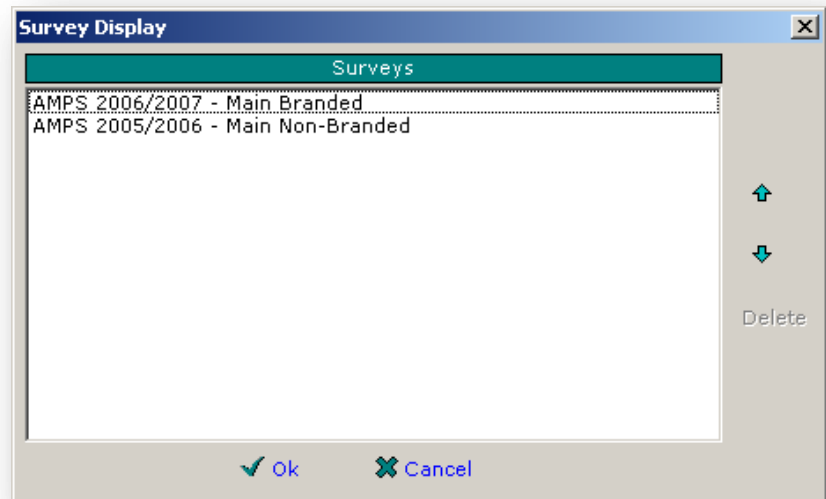 Survey Display
Surveys
AMPS 2006/2007 - Main Branded
AMPS 2005/2006 - Main Non-Branded
Delete
Ok
Cancel